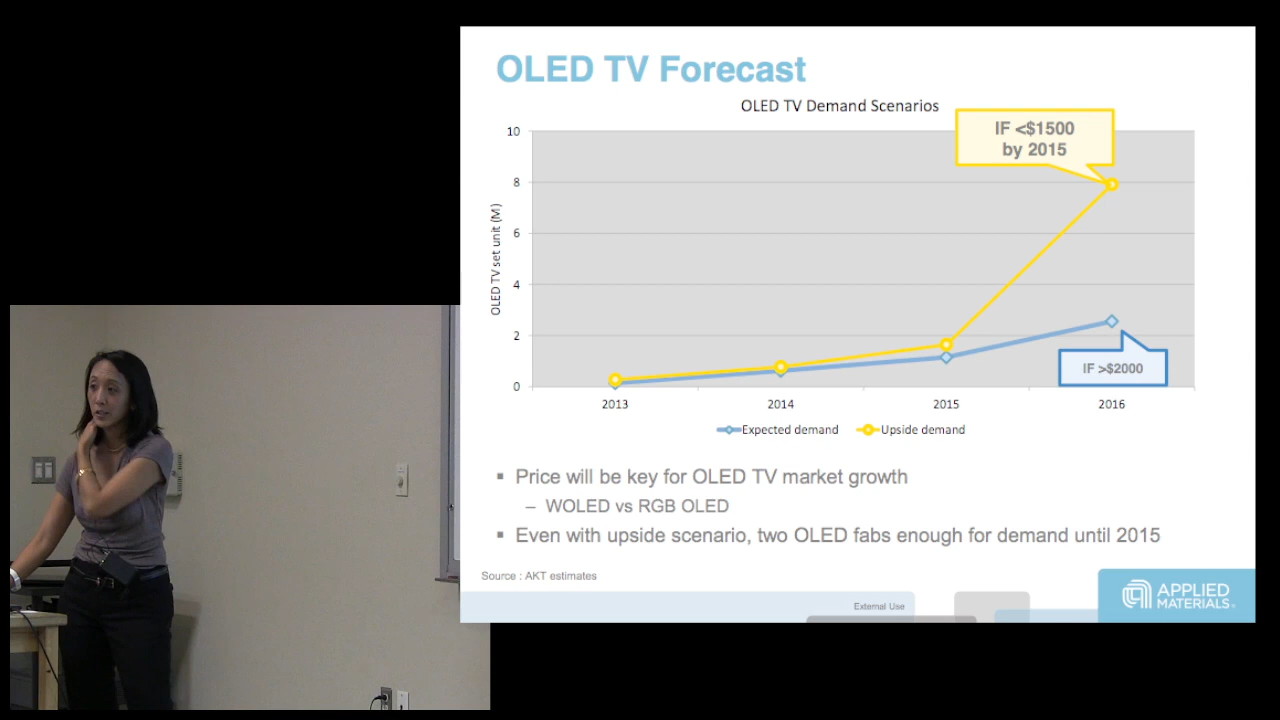 OLED TV Forecast
OLED TV Demand Scenarios
IF <$1500
by 2015
10
8
6
4
2
0
OLED TV set unit (M)
IF >$2000
2013 2014 2015 2016
Expected demand Upside demand
▪ Price will be key for OLED TV market growth
– WOLED vs RGB OLED
▪ Even with upside scenario, two OLED fabs enough for demand until 2015
Source : AKT estimates
External Use
APPLIED
MATERIALS